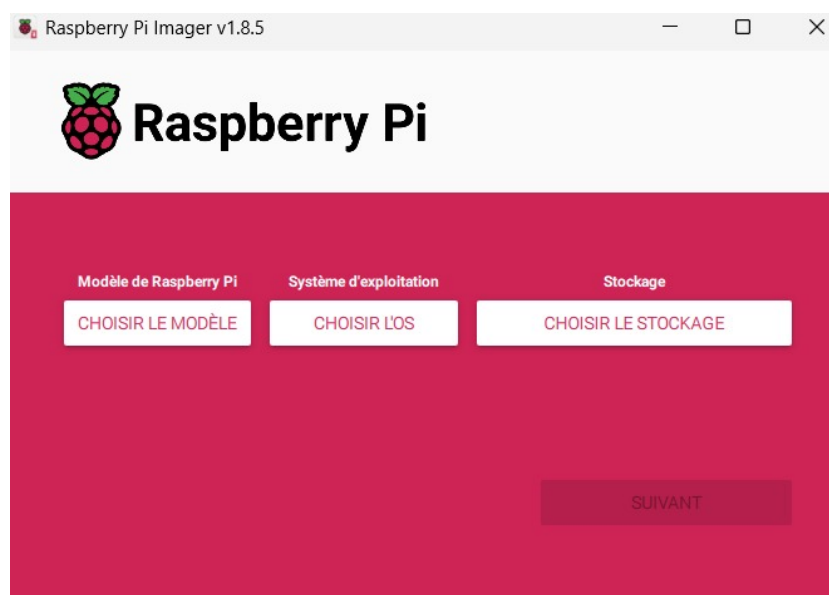 Raspberry Pi Imager v1.8.5
Raspberry Pi
Modèle de Raspberry Pi
Système d'exploitation
Stockage
CHOISIR LE MODÈLE
CHOISIR L'OS
CHOISIR LE STOCKAGE
SUIVANT